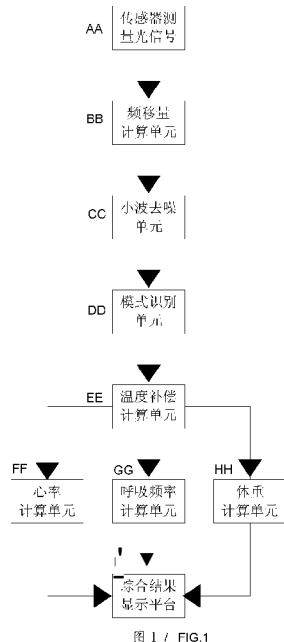 AA
传感器测
量光信号
BB
频移量
计算单元
CC
小波去噪
单元
DD
模式识别
单元
EE
温度补偿
计算单元
FF
心率
计算单元
GG
呼吸频率
计算单元
HH
体重
计算单元
综合结果
显示平台
图 1 / FIG.1